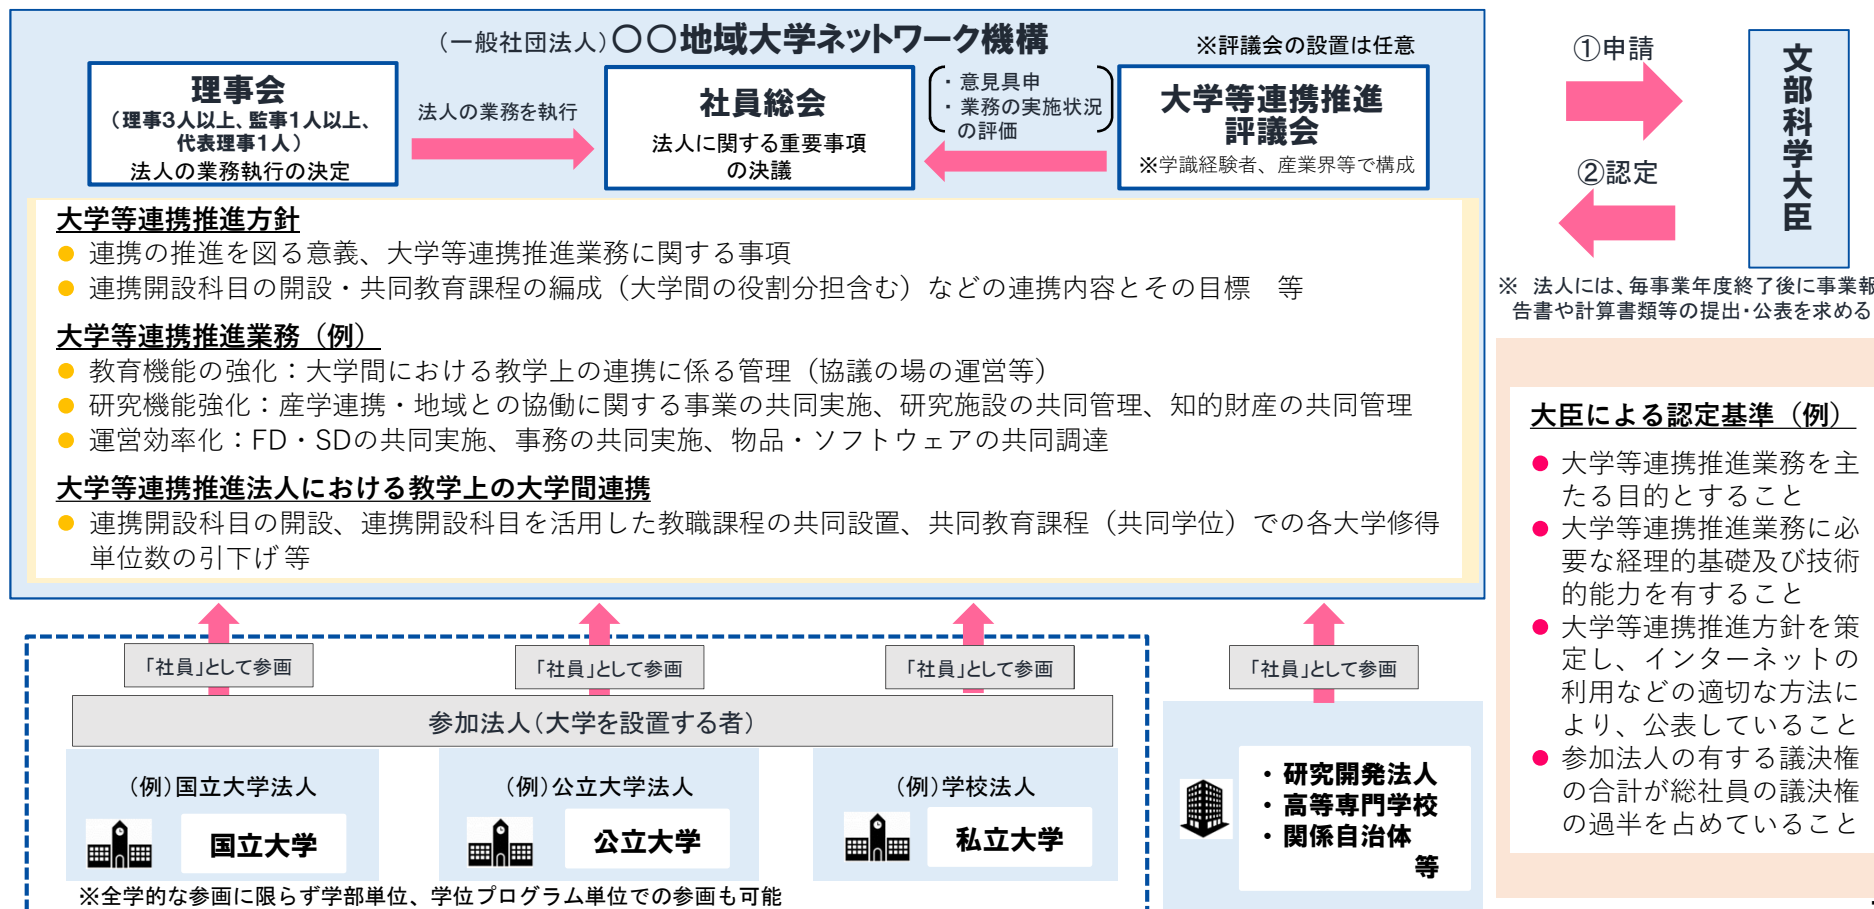 (一般社団法人)〇〇地域大学ネットワーク機構
※評議会の設置は任意
理事会
(理事3人以上、監事1人以上、
代表理事1人)
法人の業務執行の決定
法人の業務を執行
社員総会
法人に関する重要事項
の決議
・意見具申
・業務の実施状況
の評価
大学等連携推進
評議会
※学識経験者、産業界等で構成
①申請
②認定
文部科学大臣
※ 法人には、毎事業年度終了後に事業報
告書や計算書類等の提出・公表を求める
大学等連携推進方針
● 連携の推進を図る意義、大学等連携推進業務に関する事項
● 連携開設科目の開設・共同教育課程の編成（大学間の役割分担含む）などの連携内容とその目標 等
大学等連携推進業務（例）
● 教育機能の強化：大学間における教学上の連携に係る管理（協議の場の運営等）
● 研究機能強化：産学連携・地域との協働に関する事業の共同実施、研究施設の共同管理、知的財産の共同管理
● 運営効率化：FD・SDの共同実施、事務の共同実施、物品・ソフトウェアの共同調達
大学等連携推進法人における教学上の大学間連携
● 連携開設科目の開設、連携開設科目を活用した教職課程の共同設置、共同教育課程（共同学位）での各大学修得
単位数の引下げ 等
大臣による認定基準（例）
● 大学等連携推進業務を主
たる目的とすること
● 大学等連携推進業務に必
要な経理的基礎及び技術
的能力を有すること
● 大学等連携推進方針を策
定し、インターネットの
利用などの適切な方法に
より、公表していること
● 参加法人の有する議決権
の合計が総社員の議決権
の過半を占めていること
「社員」として参画
「社員」として参画
「社員」として参画
「社員」として参画
参加法人(大学を設置する者)
(例)国立大学法人
国立大学
(例)公立大学法人
公立大学
(例)学校法人
私立大学
・研究開発法人
・高等専門学校
・関係自治体
等
※全学的な参画に限らず学部単位、学位プログラム単位での参画も可能